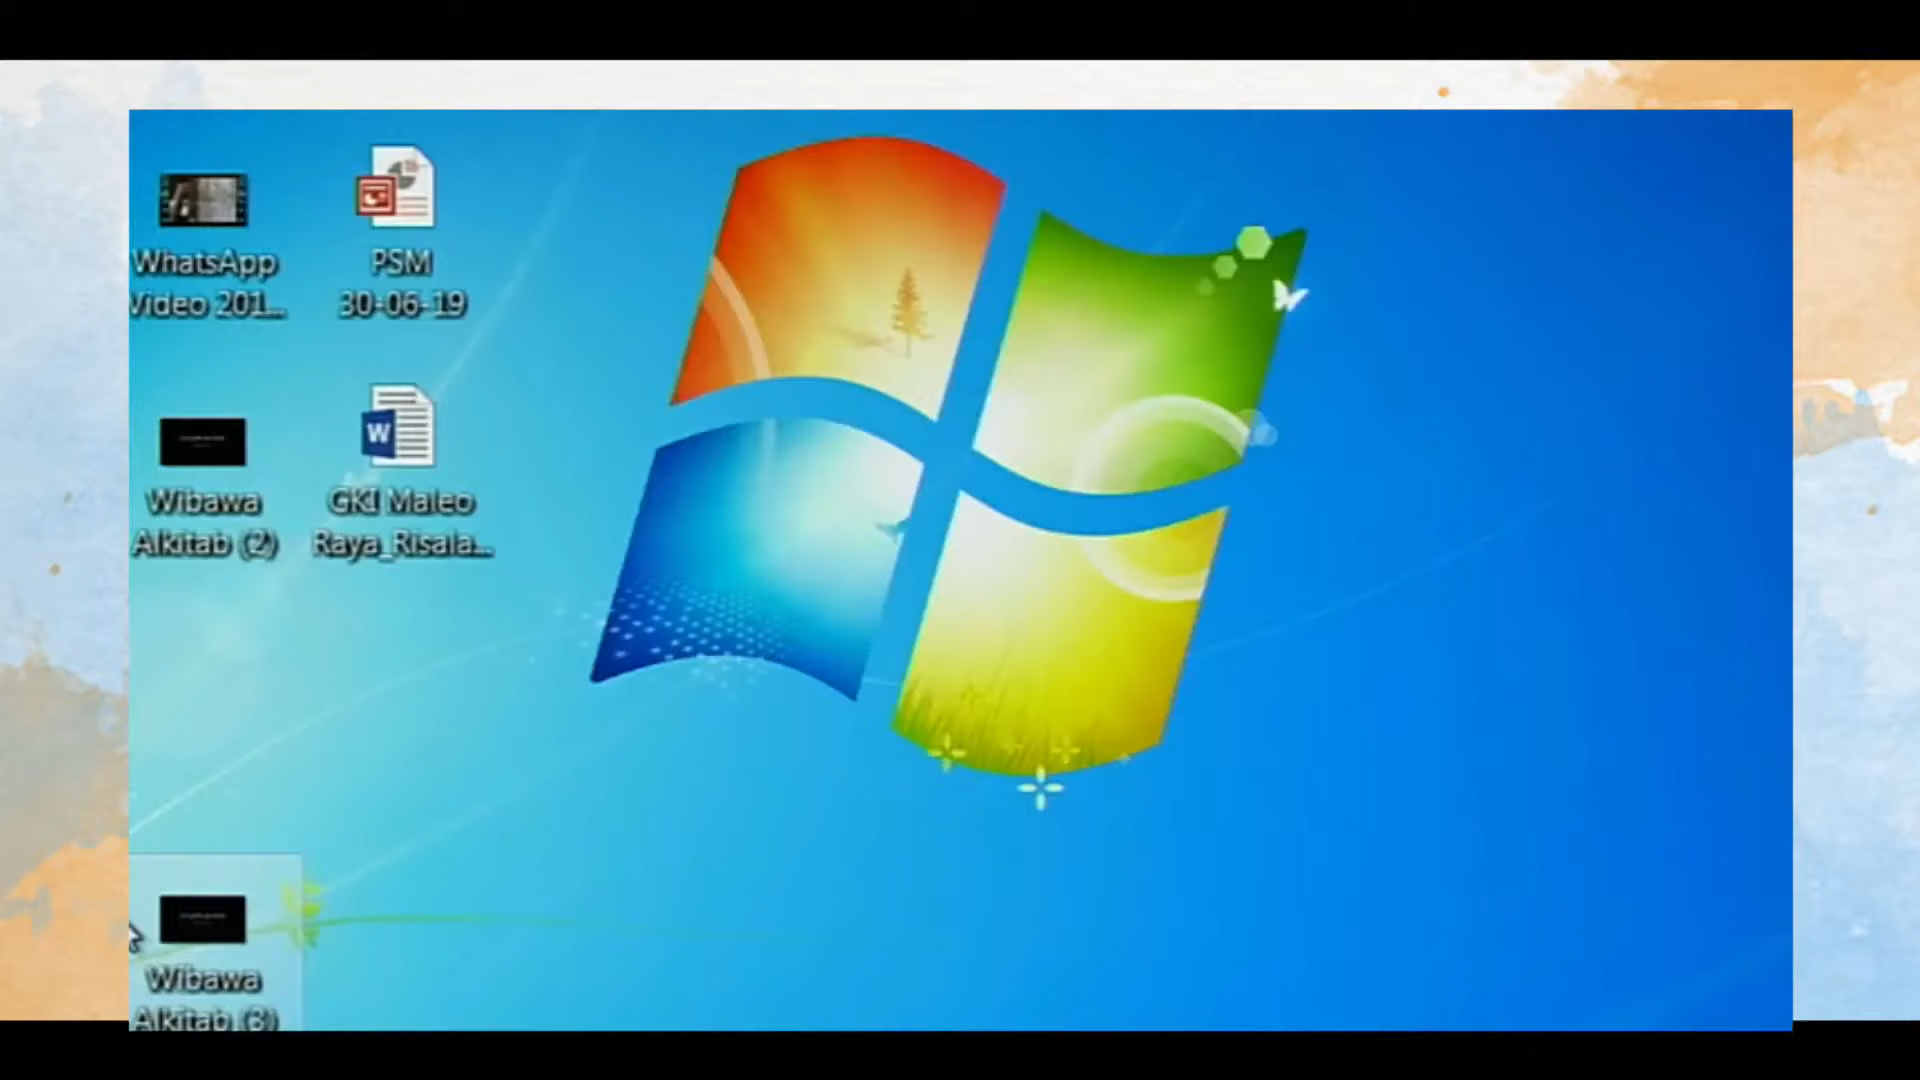 WhatsApp
Video 201...
PSM
30-06-19
Wibawa
Alkitab (2)
W
GKI Maleo
Raya_Risala...
Wibawa
Alkitab (3)